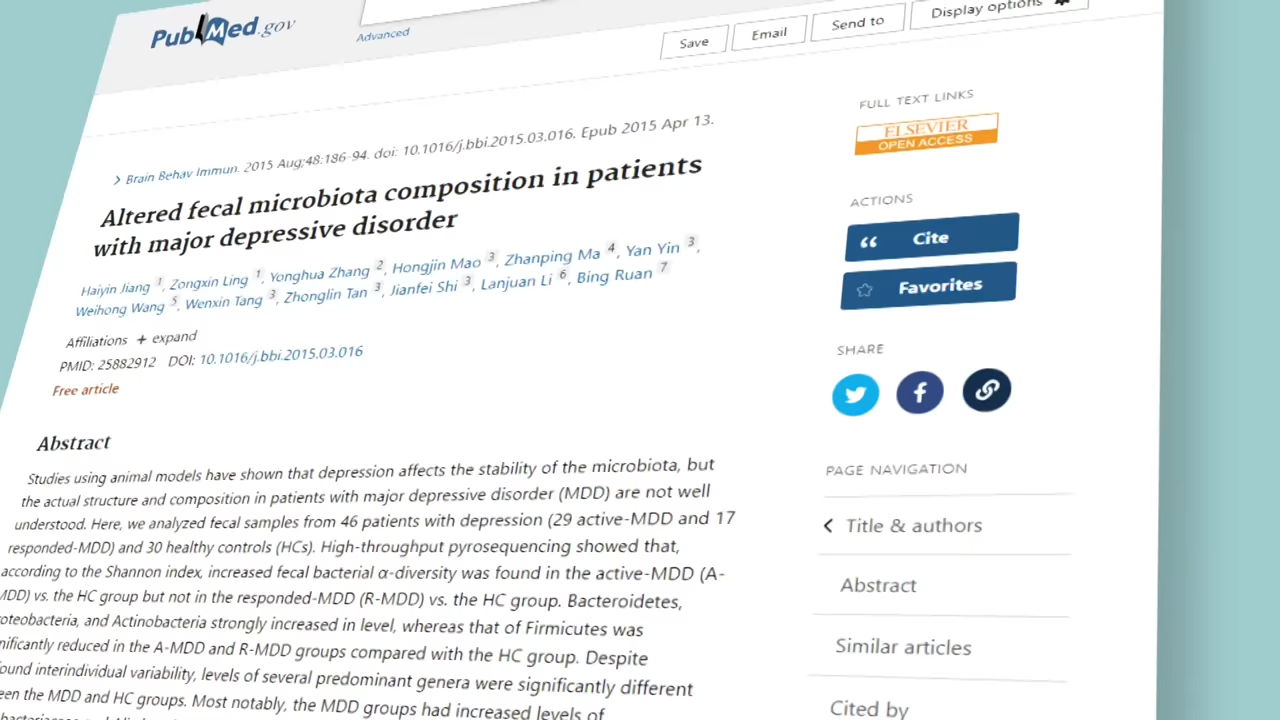 PubMed.gov
Advanced
Save
Email
Send to
Display options
Brain Behav Immun. 2015 Aug;48:186-94. doi: 10.1016/j.bbi.2015.03.016. Epub 2015 Apr 13.
Altered fecal microbiota composition in patients
with major depressive disorder
Haiyin Jiang 1, Zongxin Ling 1, Yonghua Zhang 2, Hongjin Mao 3, Zhanping Ma 4, Yan Yin 3,
Weihong Wang 5, Wenxin Tang 3, Zhonglin Tan 3, Jianfei Shi 3, Lanjuan Li 6, Bing Ruan 7
Affiliations + expand
PMID: 25882912 DOI: 10.1016/j.bbi.2015.03.016
Free article
Abstract
Studies using animal models have shown that depression affects the stability of the microbiota, but
the actual structure and composition in patients with major depressive disorder (MDD) are not well
understood. Here, we analyzed fecal samples from 46 patients with depression (29 active-MDD and 17
responded-MDD) and 30 healthy controls (HCs). High-throughput pyrosequencing showed that,
according to the Shannon index, increased fecal bacterial α-diversity was found in the active-MDD (A-
MDD) vs. the HC group but not in the responded-MDD (R-MDD) vs. the HC group. Bacteroidetes,
oteobacteria, and Actinobacteria strongly increased in level, whereas that of Firmicutes was
nificantly reduced in the A-MDD and R-MDD groups compared with the HC group. Despite
found interindividual variability, levels of several predominant genera were significantly different
een the MDD and HC groups. Most notably, the MDD groups had increased levels of
FULL TEXT LINKS
ELSEVIER
OPEN ACCESS
ACTIONS
Cite
Favorites
SHARE
PAGE NAVIGATION
Title & authors
Abstract
Similar articles
Cited by